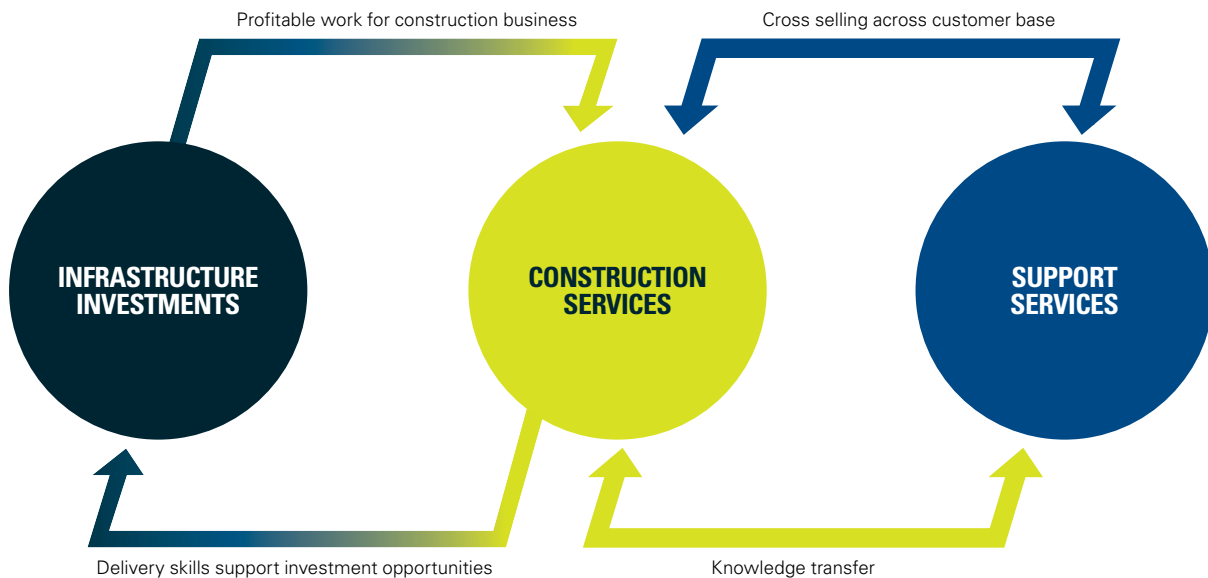 Profitable work for construction business
Cross selling across customer base
INFRASTRUCTURE
INVESTMENTS
CONSTRUCTION
SERVICES
SUPPORT
SERVICES
Delivery skills support investment opportunities
Knowledge transfer